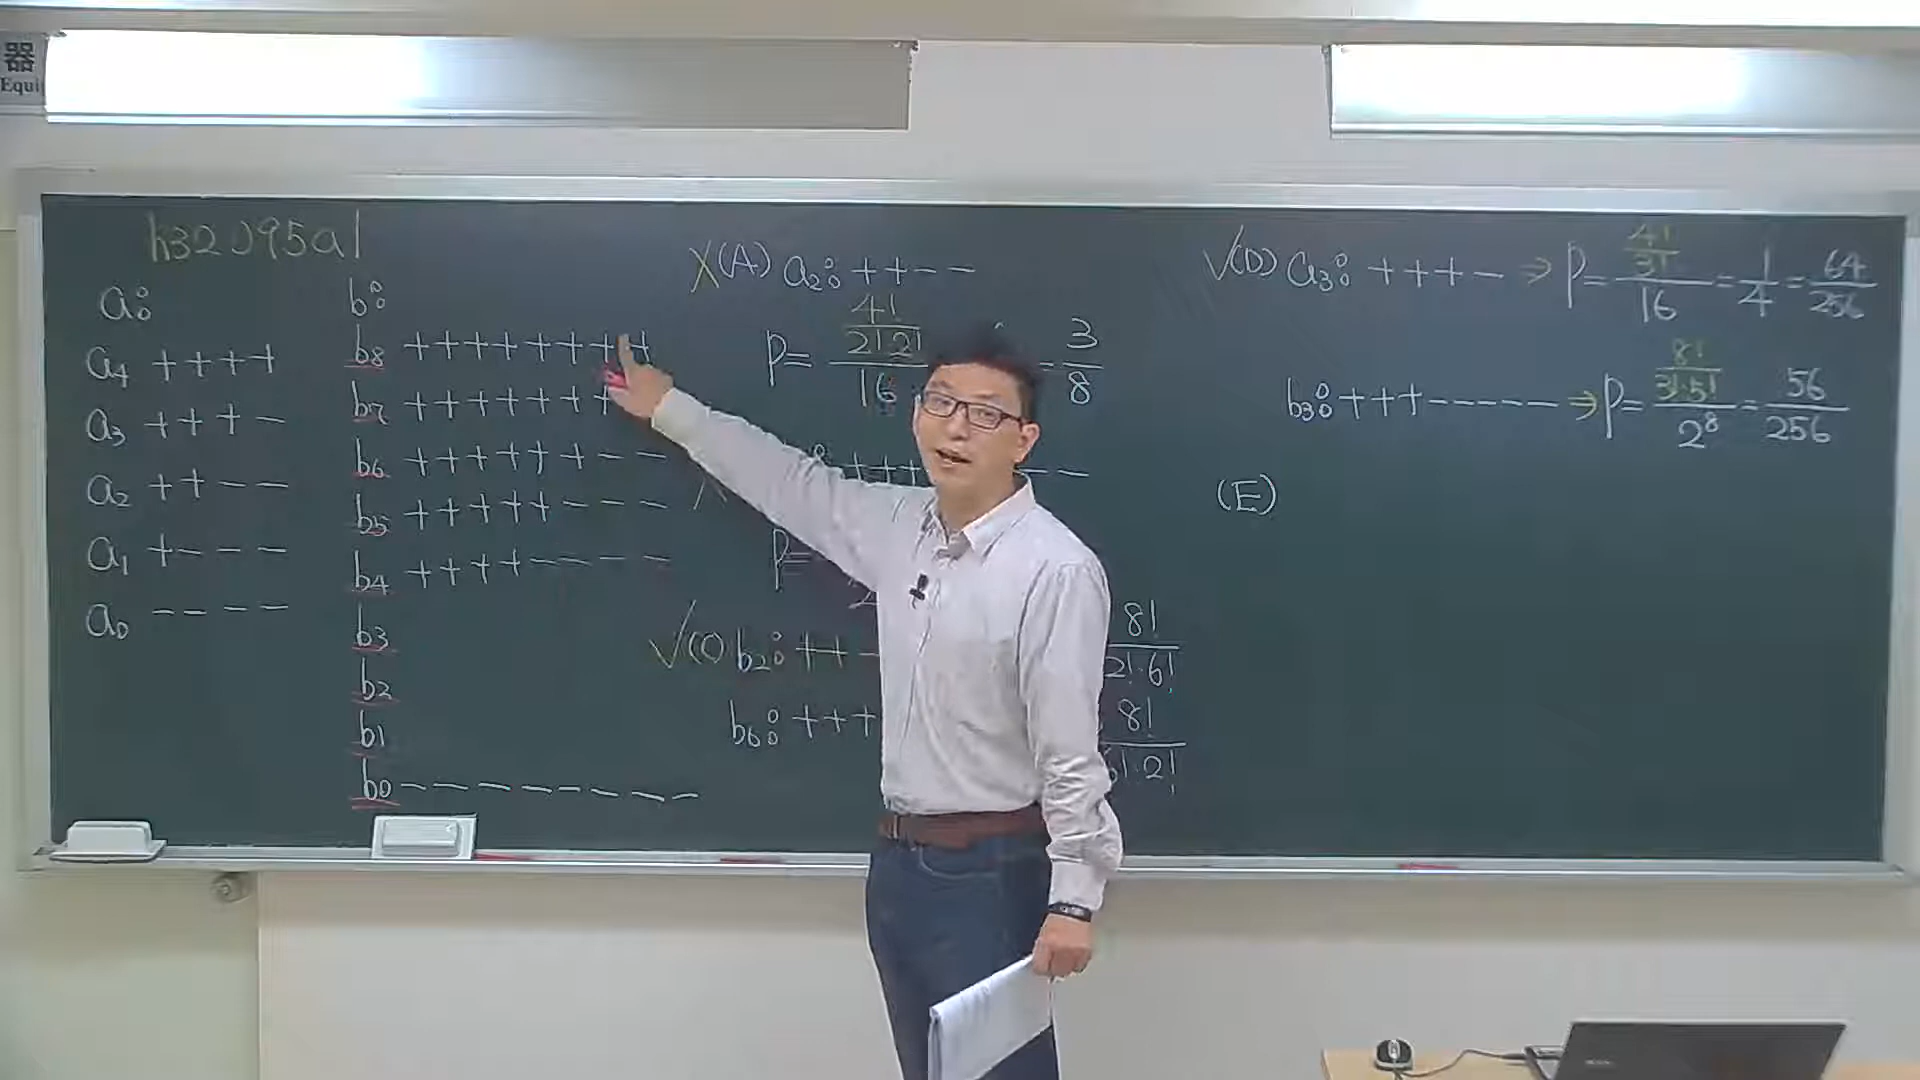 器
Equi
h32095a1
a:
a4 ++++
a3 +++-
a2 ++--
a1 +---
a0 ----
b:
b8 ++++++++
b7 +++++++
b6 ++++++--
b5 +++++---
b4 ++++----
b3
b2
b1
b0 --------
X(A) a2: ++--
P= (4!/(2!2!))/16 = 3/8
+++ --
P=
√(C) b2: ++- 8!/(2!·6!)
b6: +++ 8!/(6!·2!)
√(D) a3: +++- ⇒ P= (4!/3!)/16 = 1/4 = 64/256
b3: +++----- ⇒ P= (8!/(3!·5!))/2⁸ = 56/256
(E)